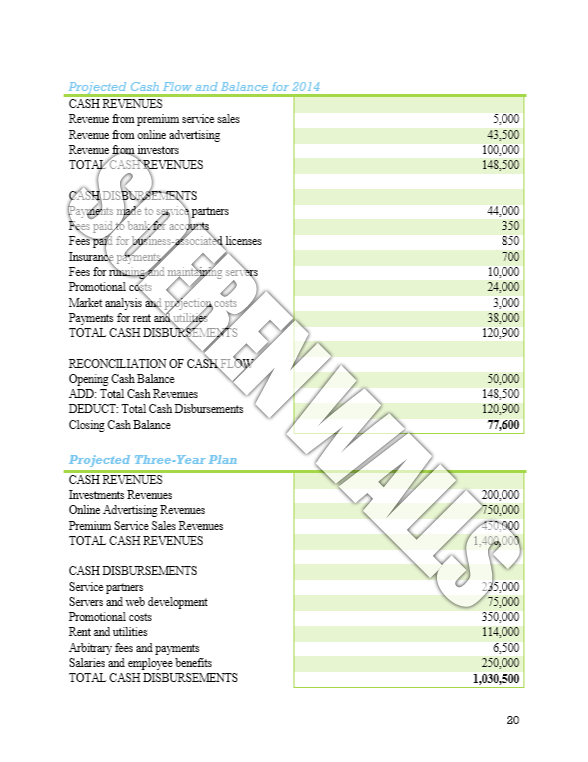 Projected Cash Flow and Balance for 2014
CASH REVENUES
Revenue from premium service sales 5,000
Revenue from online advertising 43,500
Revenue from investors 100,000
TOTAL CASH REVENUES 148,500
CASH DISBURSEMENTS
Payments made to service partners 44,000
Fees paid to bank for accounts 350
Fees paid for business-associated licenses 850
Insurance payments 700
Fees for running and maintaining servers 10,000
Promotional costs 24,000
Market analysis and projection costs 3,000
Payments for rent and utilities 38,000
TOTAL CASH DISBURSEMENTS 120,900
RECONCILIATION OF CASH FLOW
Opening Cash Balance 50,000
ADD: Total Cash Revenues 148,500
DEDUCT: Total Cash Disbursements 120,900
Closing Cash Balance 77,600
Projected Three-Year Plan
CASH REVENUES
Investments Revenues 200,000
Online Advertising Revenues 750,000
Premium Service Sales Revenues 450,000
TOTAL CASH REVENUES 1,400,000
CASH DISBURSEMENTS
Service partners 235,000
Servers and web development 75,000
Promotional costs 350,000
Rent and utilities 114,000
Arbitrary fees and payments 6,500
Salaries and employee benefits 250,000
TOTAL CASH DISBURSEMENTS 1,030,500
20
SOEREN WALLS